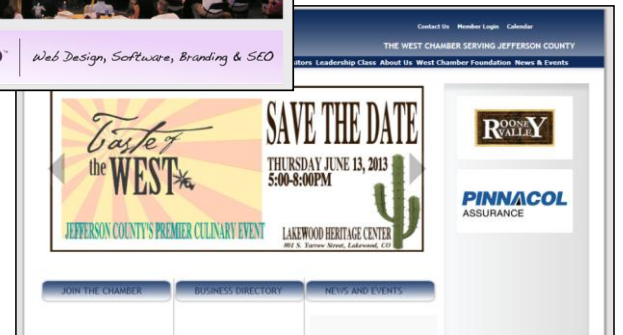 Web Design, Software, Branding & SEO
Contact Us Member Login Calendar
THE WEST CHAMBER SERVING JEFFERSON COUNTY
Leadership Class About Us West Chamber Foundation News & Events
Taste of
the WEST
JEFFERSON COUNTY'S PREMIER CULINARY EVENT
SAVE THE DATE
THURSDAY JUNE 13, 2013
5:00-8:00PM
LAKEWOOD HERITAGE CENTER
801 S. Yarrow Street, Lakewood, CO
ROONEY
VALLEY
PINNACOL
ASSURANCE
JOIN THE CHAMBER
BUSINESS DIRECTORY
NEWS AND EVENTS